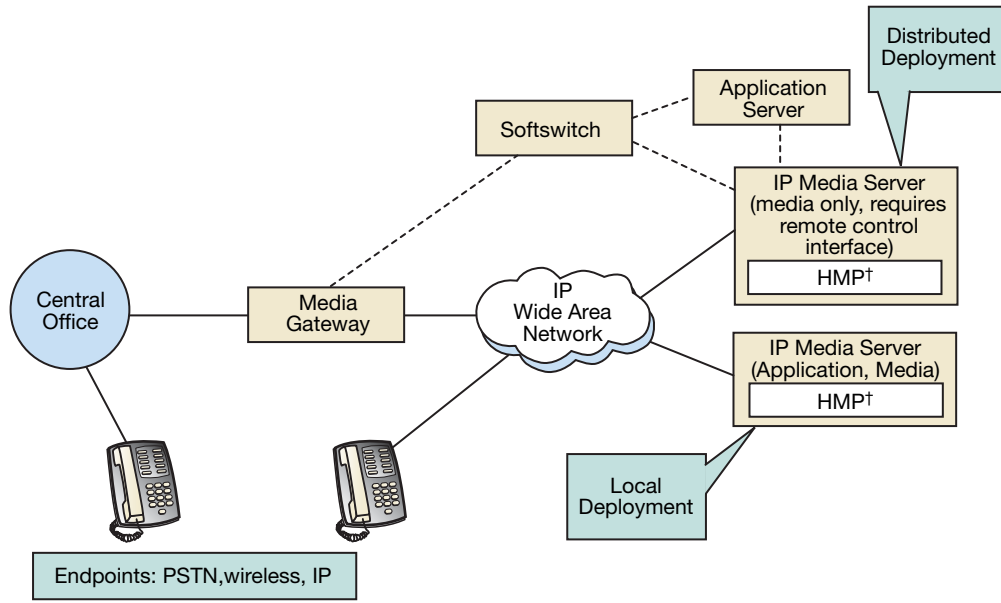 Distributed
Deployment
Application
Server
Softswitch
IP Media Server
(media only, requires
remote control
interface)
HMP†
Central
Office
Media
Gateway
IP
Wide Area
Network
IP Media Server
(Application, Media)
HMP†
Local
Deployment
Endpoints: PSTN,wireless, IP